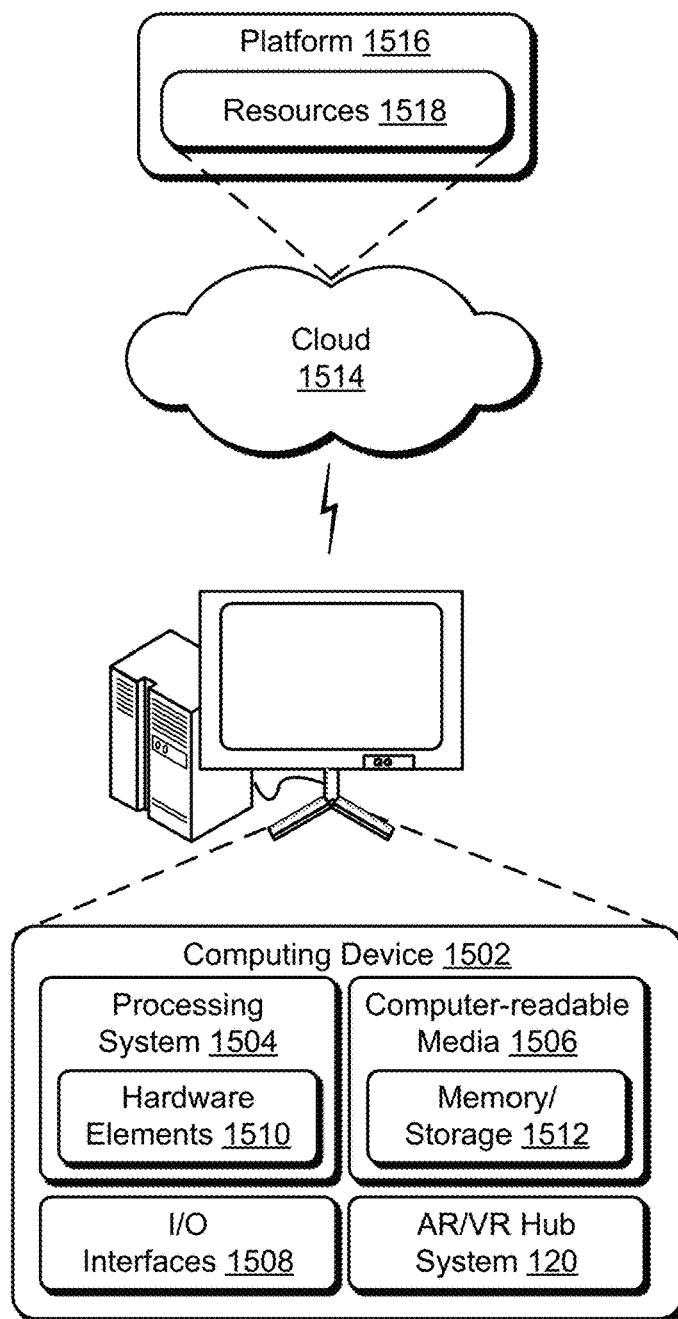 Platform 1516
Resources 1518
Cloud
1514
Computing Device 1502
Processing
System 1504
Hardware
Elements 1510
Computer-readable
Media 1506
Memory/
Storage 1512
I/O
Interfaces 1508
AR/VR Hub
System 120